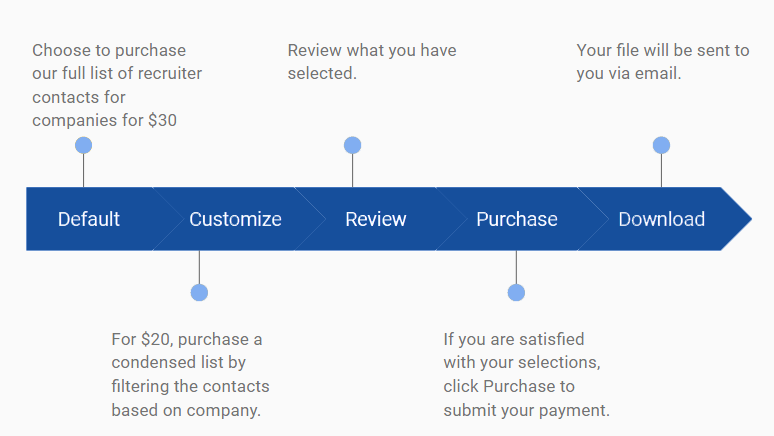 Choose to purchase
our full list of recruiter
contacts for
companies for $30
Review what you have
selected.
Your file will be sent to
you via email.
Default
Customize
Review
Purchase
Download
For $20, purchase a
condensed list by
filtering the contacts
based on company.
If you are satisfied
with your selections,
click Purchase to
submit your payment.